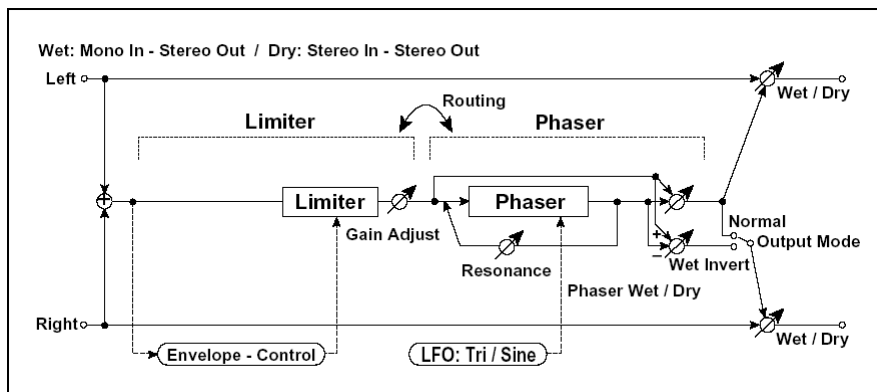 Wet: Mono In - Stereo Out / Dry: Stereo In - Stereo Out
Left
Wet / Dry
Routing
Limiter
Phaser
+
Limiter
Phaser
Gain Adjust
Resonance
+
−
Wet Invert
Normal
Output Mode
Phaser Wet / Dry
Right
Wet / Dry
Envelope - Control
LFO: Tri / Sine